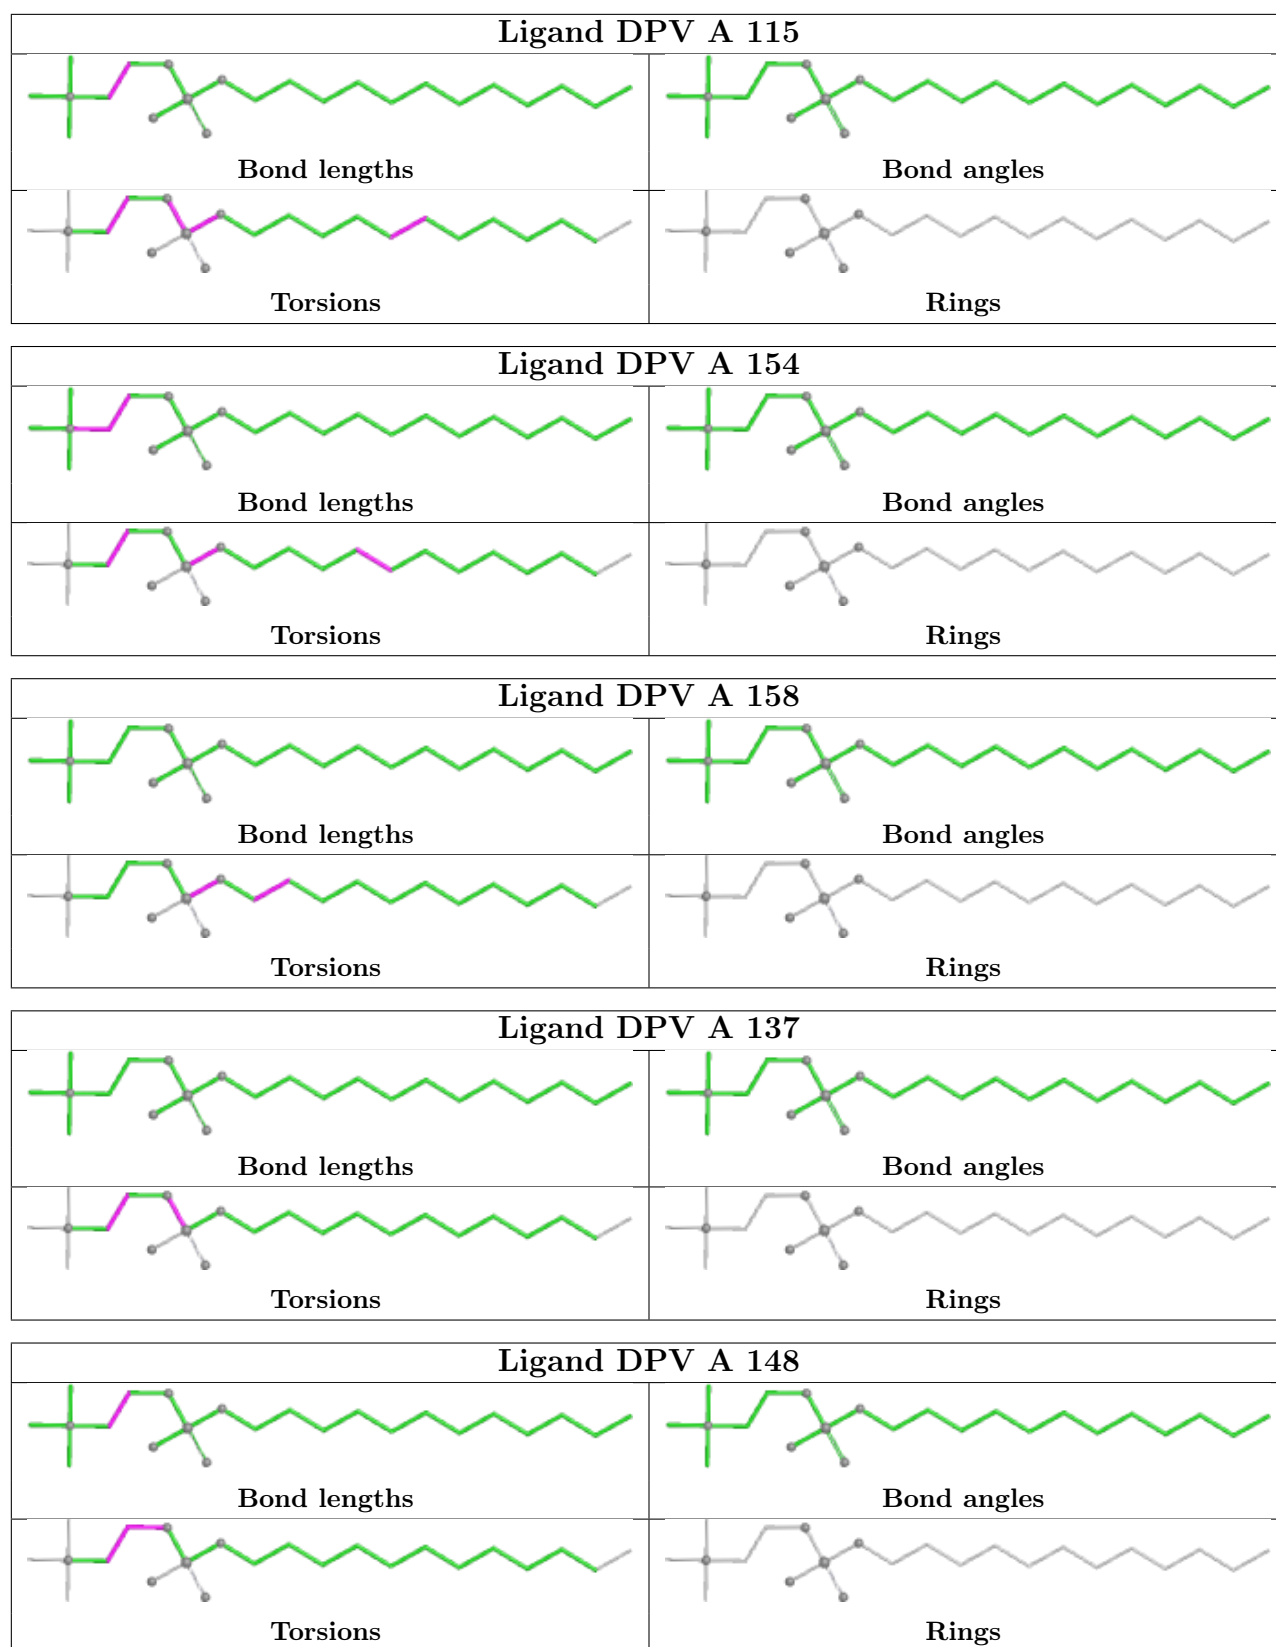 Ligand DPV A 115
Bond lengths
Bond angles
Torsions
Rings
Ligand DPV A 154
Bond lengths
Bond angles
Torsions
Rings
Ligand DPV A 158
Bond lengths
Bond angles
Torsions
Rings
Ligand DPV A 137
Bond lengths
Bond angles
Torsions
Rings
Ligand DPV A 148
Bond lengths
Bond angles
Torsions
Rings